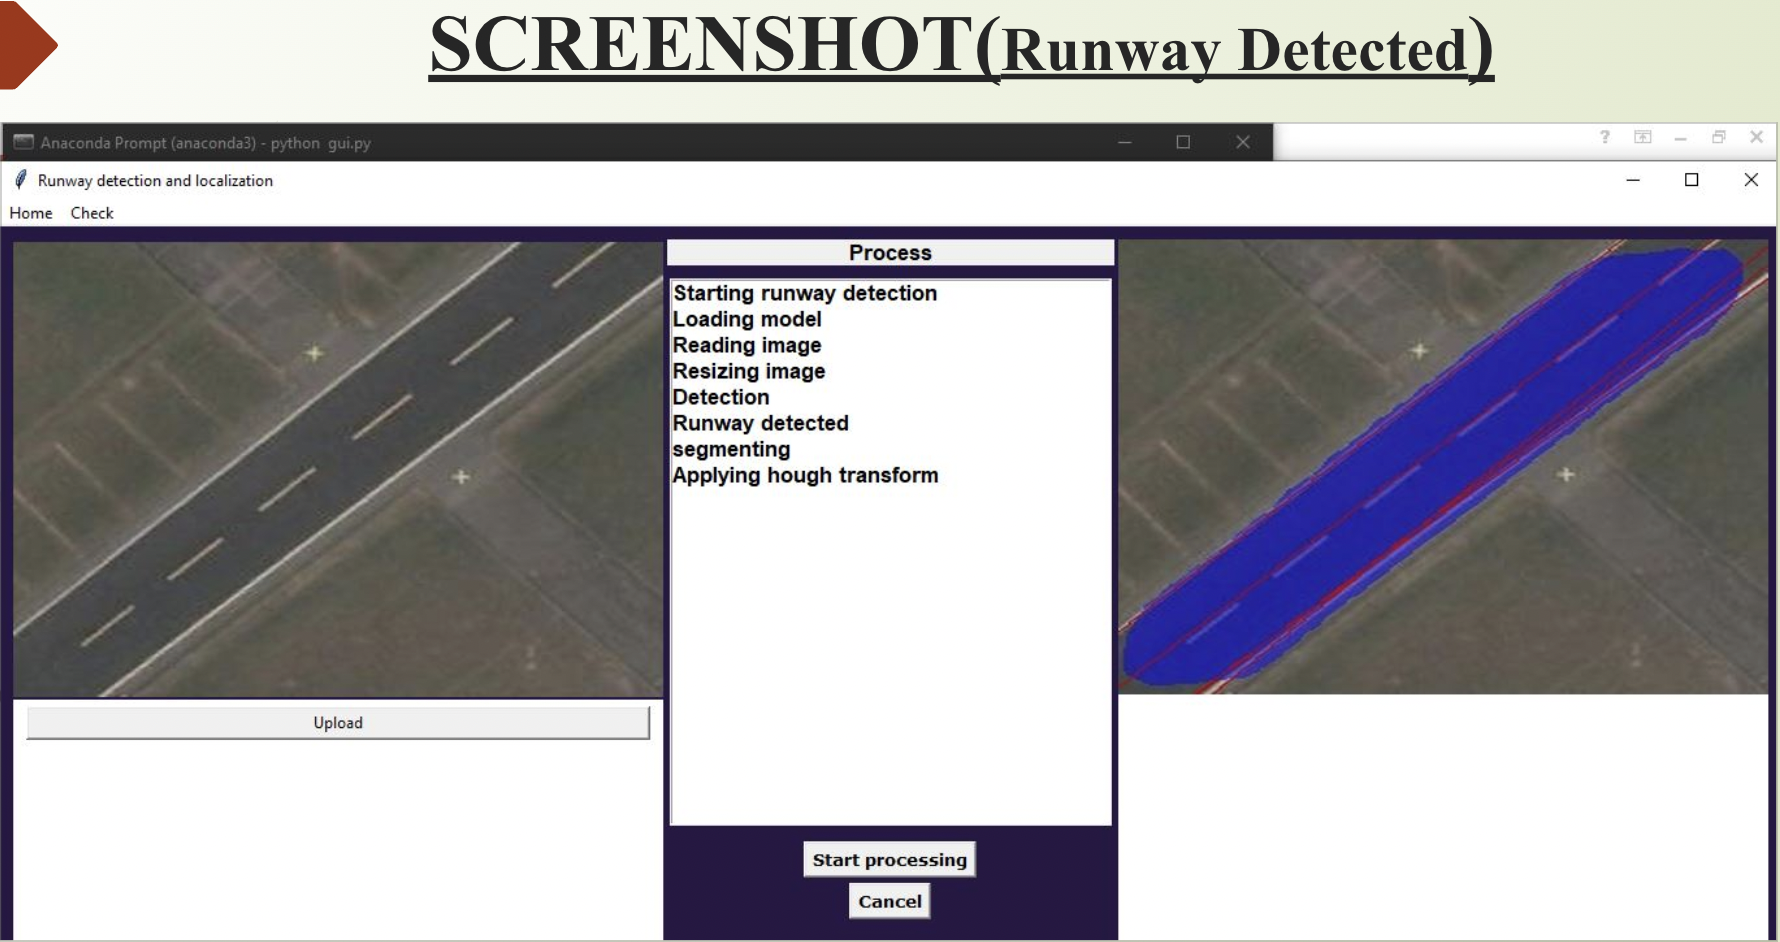 SCREENSHOT(Runway Detected)
Anaconda Prompt (anaconda3) - python gui.py
Runway detection and localization
Home Check
Process
Starting runway detection
Loading model
Reading image
Resizing image
Detection
Runway detected
segmenting
Applying hough transform
Upload
Start processing
Cancel